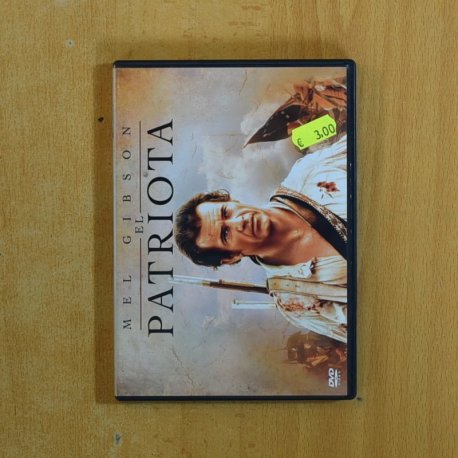 MEL GIBSON
EL
PATRIOTA
€ 3,00
DVD